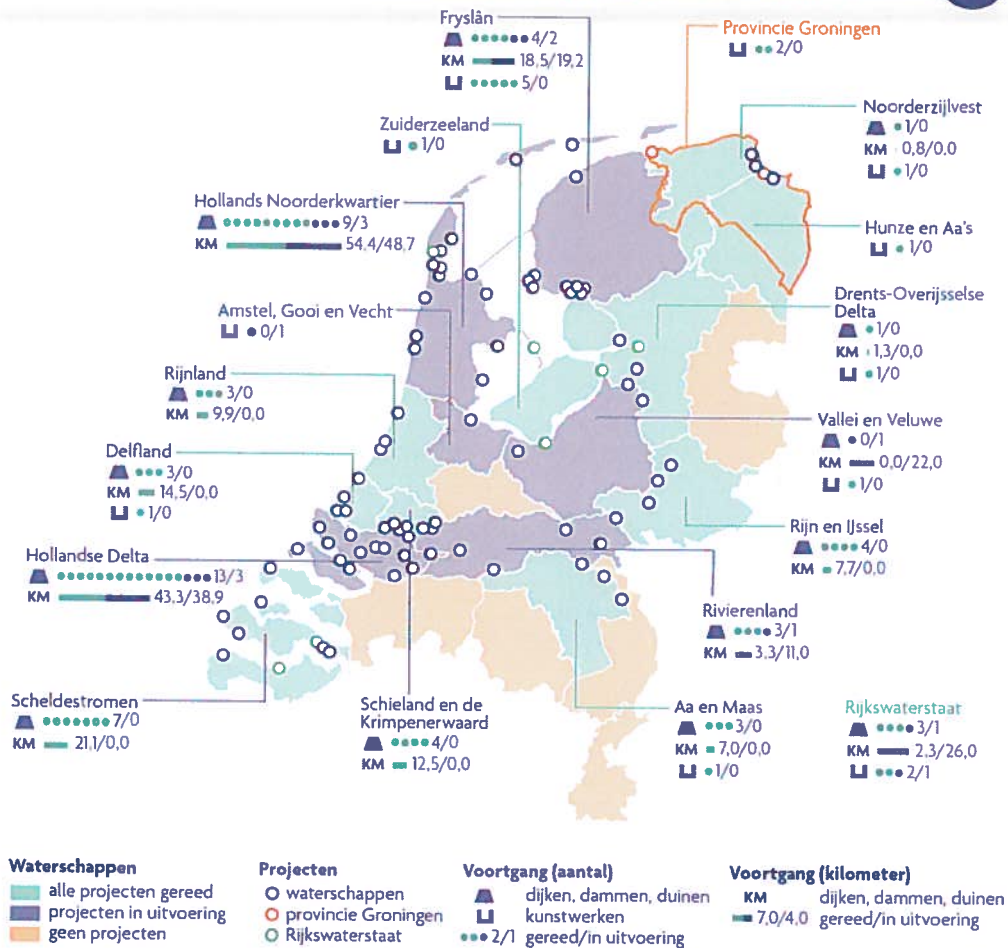 Fryslân
4/2
KM 18,5/19,2
5/0
Provincie Groningen
2/0
Noorderzijlvest
1/0
KM 0,8/0,0
1/0
Zuiderzeeland
1/0
Hollands Noorderkwartier
9/3
KM 54,4/48,7
Hunze en Aa's
1/0
Amstel, Gooi en Vecht
0/1
Drents-Overijsselse
Delta
1/0
KM 1,3/0,0
1/0
Rijnland
3/0
KM 9,9/0,0
Vallei en Veluwe
0/1
KM 0,0/22,0
1/0
Delfland
3/0
KM 14,5/0,0
1/0
Rijn en IJssel
4/0
KM 7,7/0,0
Hollandse Delta
13/3
KM 43,3/38,9
Rivierenland
3/1
KM 3,3/11,0
Scheldestromen
7/0
KM 21,1/0,0
Schieland en de
Krimpenerwaard
4/0
KM 12,5/0,0
Aa en Maas
3/0
KM 7,0/0,0
1/0
Rijkswaterstaat
3/1
KM 2,3/26,0
2/1
Waterschappen
alle projecten gereed
projecten in uitvoering
geen projecten
Projecten
waterschappen
provincie Groningen
Rijkswaterstaat
Voortgang (aantal)
dijken, dammen, duinen
kunstwerken
2/1 gereed/in uitvoering
Voortgang (kilometer)
KM dijken, dammen, duinen
7,0/4,0 gereed/in uitvoering